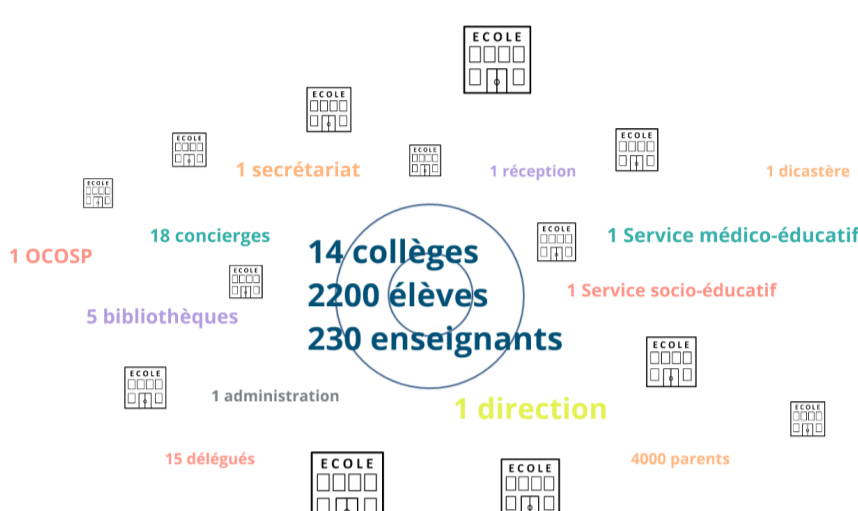 ECOLE
ECOLE
ECOLE
ECOLE
ECOLE
1 secrétariat
1 réception
1 dicastère
ECOLE
18 concierges
ECOLE
1 Service médico-éducatif
1 OCOSP
14 collèges
2200 élèves
230 enseignants
ECOLE
1 Service socio-éducatif
5 bibliothèques
ECOLE
ECOLE
1 administration
1 direction
ECOLE
15 délégués
4000 parents
ECOLE
ECOLE